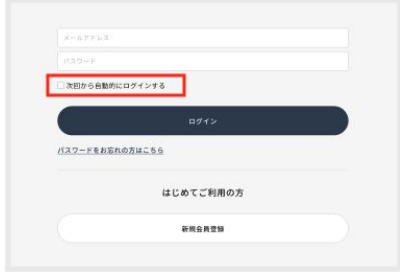 メールアドレス
パスワード
次回から自動的にログインする
ログイン
パスワードをお忘れの方はこちら
はじめてご利用の方
新規会員登録